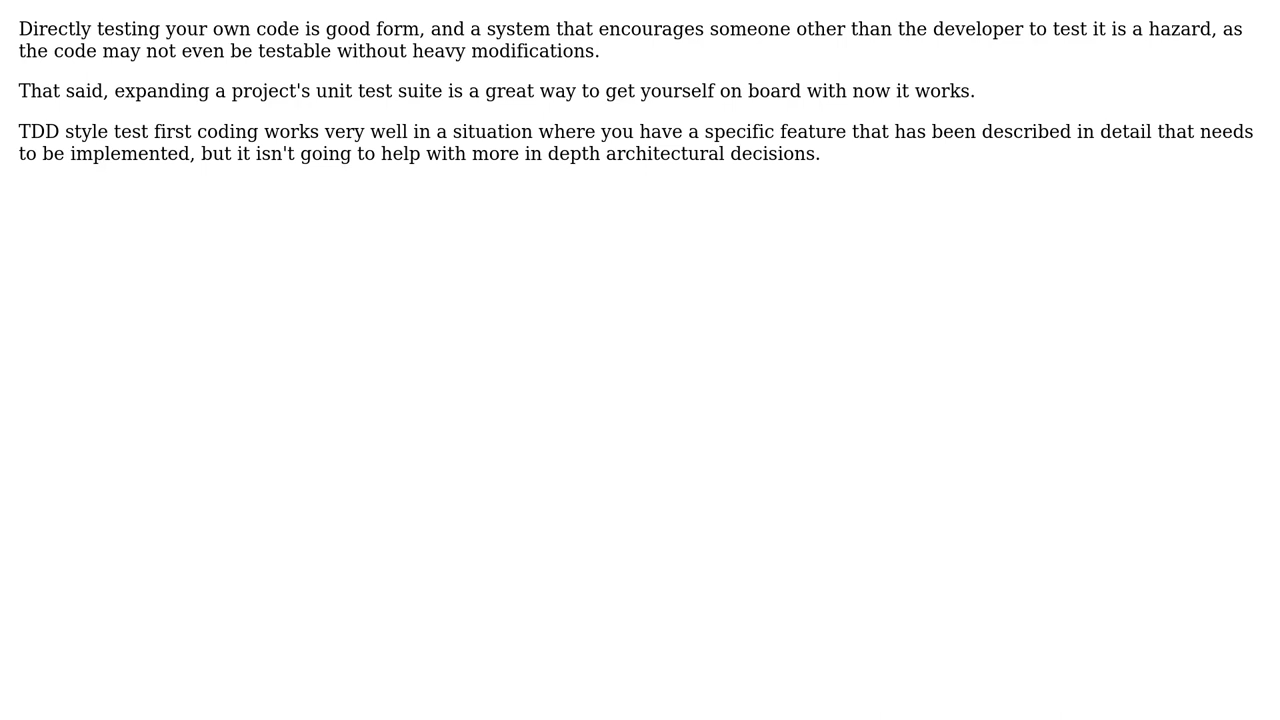 Directly testing your own code is good form, and a system that encourages someone other than the developer to test it is a hazard, as
the code may not even be testable without heavy modifications.
That said, expanding a project's unit test suite is a great way to get yourself on board with now it works.
TDD style test first coding works very well in a situation where you have a specific feature that has been described in detail that needs
to be implemented, but it isn't going to help with more in depth architectural decisions.